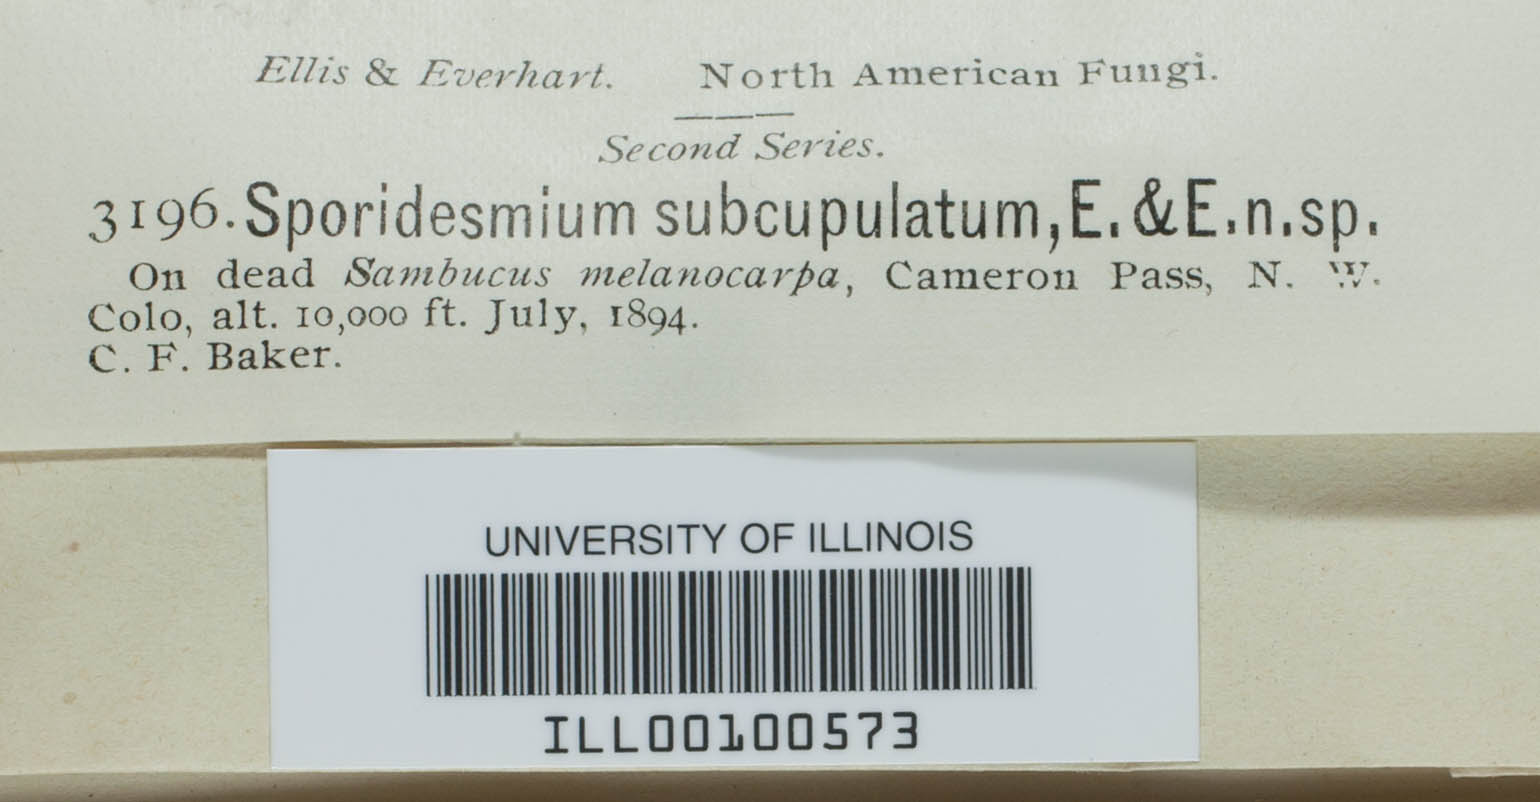 Ellis & Everhart. North American Fungi.
Second Series.
3196. Sporidesmium subcupulatum, E. & E. n. sp.
On dead Sambucus melanocarpa, Cameron Pass, N. W.
Colo, alt. 10,000 ft. July, 1894.
C. F. Baker.
UNIVERSITY OF ILLINOIS
ILL00100573